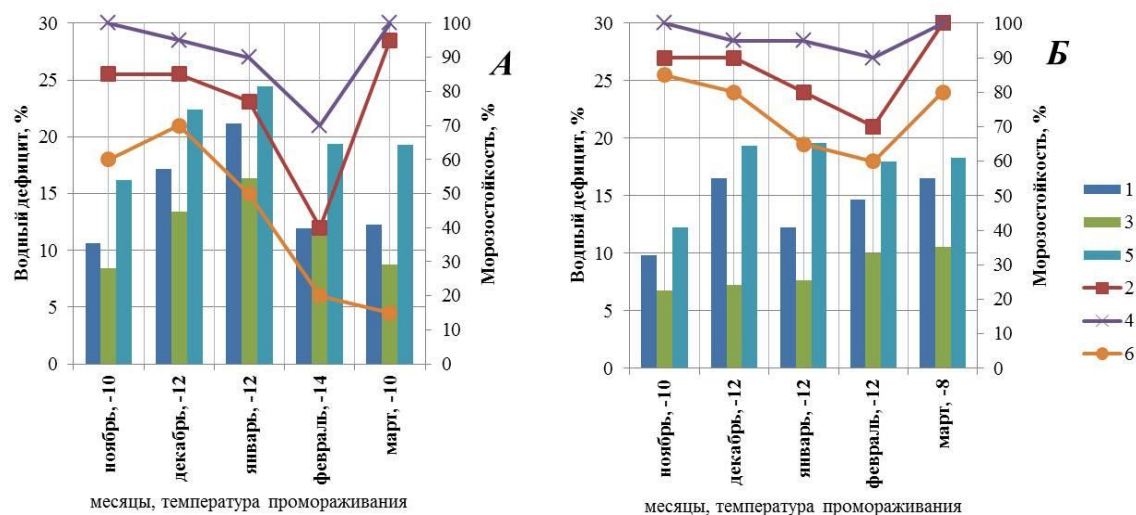 А
Водный дефицит, %
30
25
20
15
10
5
0
100
90
80
70
60
50
40
30
20
10
0
Морозостойкость, %
ноябрь, -10
декабрь, -12
январь, -12
февраль, -14
март, -10
месяцы, температура промораживания
Б
Водный дефицит, %
30
25
20
15
10
5
0
100
90
80
70
60
50
40
30
20
10
0
Морозостойкость, %
ноябрь, -10
декабрь, -12
январь, -12
февраль, -12
март, -8
месяцы, температура промораживания
1
3
5
2
4
6